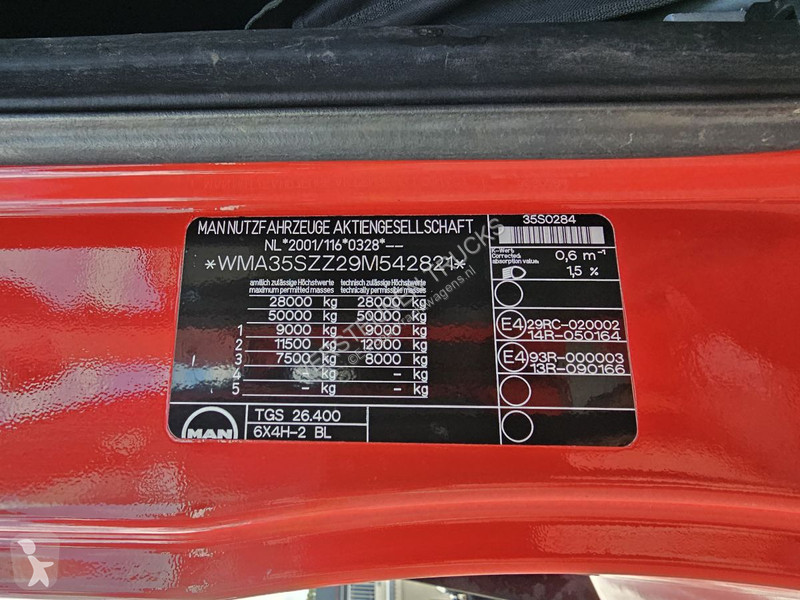 MAN NUTZFAHRZEUGE AKTIENGESELLSCHAFT
NL*2001/116*0328*--
*WMA35SZZ29M542821*
amtlich zulässige Höchstwerte technisch zulässige Höchstwerte
maximum permitted masses technically permissible masses
28000 kg 28000 kg
50000 kg 50000 kg
1 9000 kg 9000 kg
2 11500 kg 12000 kg
3 7500 kg 8000 kg
4 - kg - kg
5 - kg - kg
MAN
TGS 26.400
6X4H-2 BL
35S0284
K-Wert
Corrected absorption value:
0,6 m⁻¹
1,5 %
E4 29RC-020002
14R-050164
E4 93R-000003
13R-090166
TRUCKS